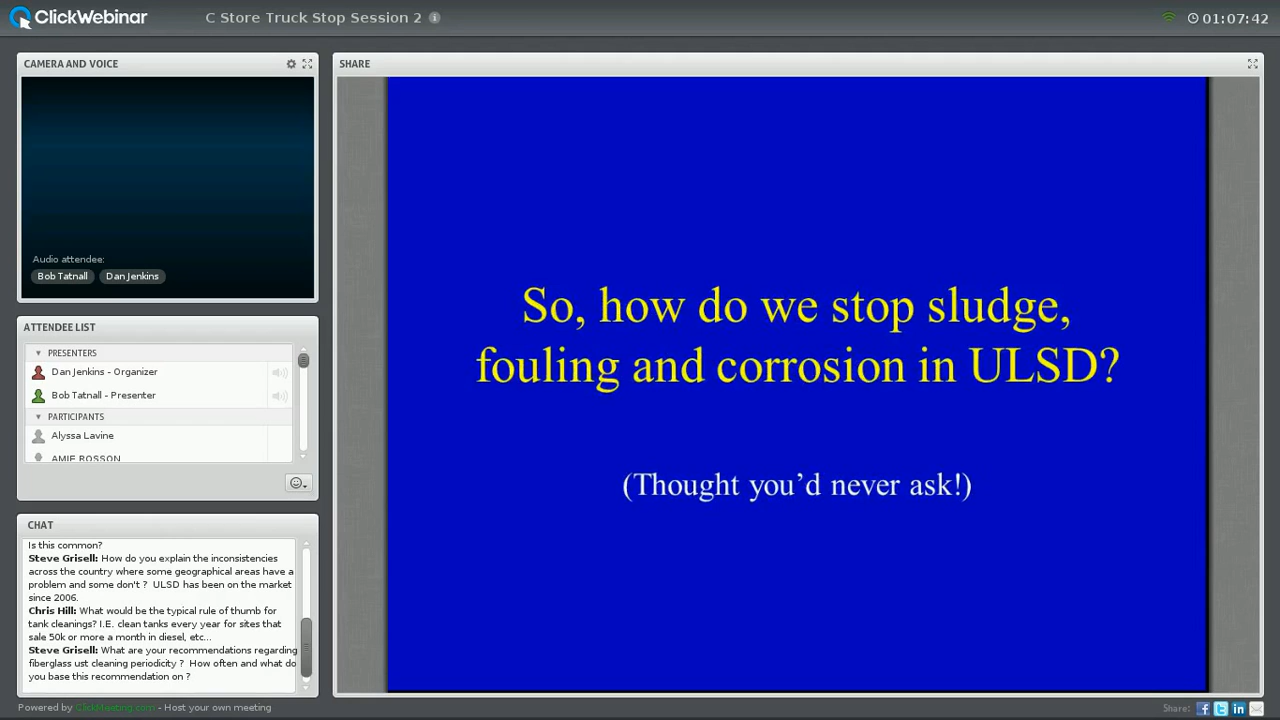 ClickWebinar
C Store Truck Stop Session 2
01:07:42
CAMERA AND VOICE
Audio attendee:
Bob Tatnall
Dan Jenkins
ATTENDEE LIST
PRESENTERS
Dan Jenkins - Organizer
Bob Tatnall - Presenter
PARTICIPANTS
Alyssa Lavine
AMIE ROSSON
CHAT
Is this common?
Steve Grisell: How do you explain the inconsistencies
across the country where some geographical areas have a
problem and some don't ? ULSD has been on the market
since 2006.
Chris Hill: What would be the typical rule of thumb for
tank cleanings? I.E. clean tanks every year for sites that
sale 50k or more a month in diesel, etc...
Steve Grisell: What are your recommendations regarding
fiberglass ust cleaning periodicity ? How often and what do
you base this recommendation on ?
SHARE
So, how do we stop sludge,
fouling and corrosion in ULSD?
(Thought you’d never ask!)
Powered by ClickMeeting.com - Host your own meeting
Share: